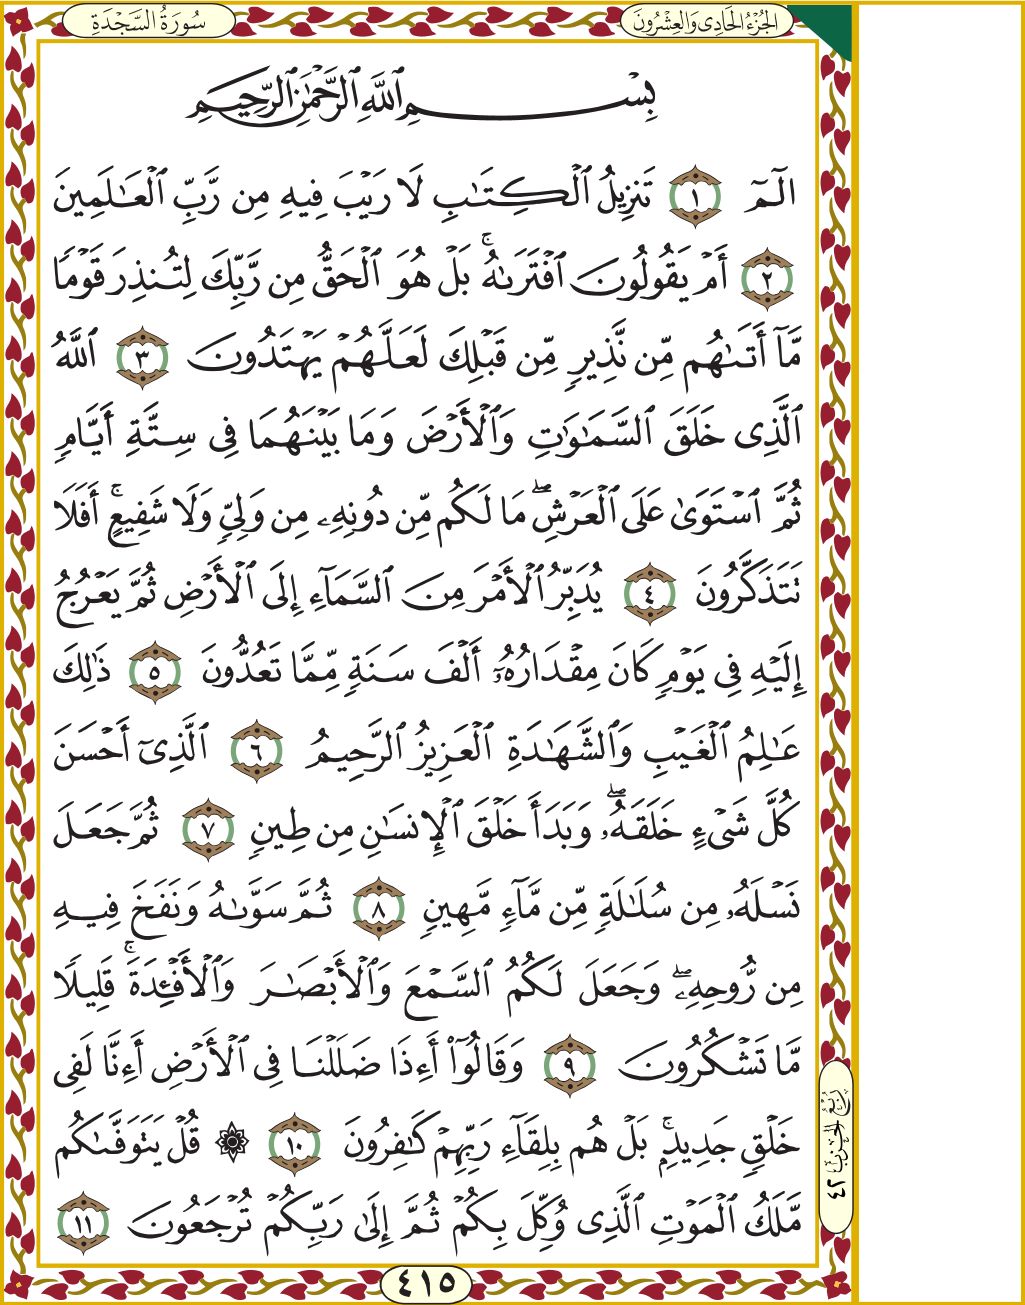 سُورَةُ السَّجْدَةِ
الجُزْءُ الحَادِى وَالعِشْرُونَ
بِسْمِ ٱللَّهِ ٱلرَّحْمَٰنِ ٱلرَّحِيمِ
الٓمٓ ١ تَنزِيلُ ٱلْكِتَٰبِ لَا رَيْبَ فِيهِ مِن رَّبِّ ٱلْعَٰلَمِينَ
٢ أَمْ يَقُولُونَ ٱفْتَرَىٰهُ ۚ بَلْ هُوَ ٱلْحَقُّ مِن رَّبِّكَ لِتُنذِرَ قَوْمًا
مَّآ أَتَىٰهُم مِّن نَّذِيرٍ مِّن قَبْلِكَ لَعَلَّهُمْ يَهْتَدُونَ ٣ ٱللَّهُ
ٱلَّذِى خَلَقَ ٱلسَّمَٰوَٰتِ وَٱلْأَرْضَ وَمَا بَيْنَهُمَا فِى سِتَّةِ أَيَّامٍ
ثُمَّ ٱسْتَوَىٰ عَلَى ٱلْعَرْشِ ۖ مَا لَكُم مِّن دُونِهِۦ مِن وَلِىٍّ وَلَا شَفِيعٍ ۚ أَفَلَا
تَتَذَكَّرُونَ ٤ يُدَبِّرُ ٱلْأَمْرَ مِنَ ٱلسَّمَآءِ إِلَى ٱلْأَرْضِ ثُمَّ يَعْرُجُ
إِلَيْهِ فِى يَوْمٍ كَانَ مِقْدَارُهُۥٓ أَلْفَ سَنَةٍ مِّمَّا تَعُدُّونَ ٥ ذَٰلِكَ
عَٰلِمُ ٱلْغَيْبِ وَٱلشَّهَٰدَةِ ٱلْعَزِيزُ ٱلرَّحِيمُ ٦ ٱلَّذِىٓ أَحْسَنَ
كُلَّ شَىْءٍ خَلَقَهُۥ ۖ وَبَدَأَ خَلْقَ ٱلْإِنسَٰنِ مِن طِينٍ ٧ ثُمَّ جَعَلَ
نَسْلَهُۥ مِن سُلَٰلَةٍ مِّن مَّآءٍ مَّهِينٍ ٨ ثُمَّ سَوَّىٰهُ وَنَفَخَ فِيهِ
مِن رُّوحِهِۦ ۖ وَجَعَلَ لَكُمُ ٱلسَّمْعَ وَٱلْأَبْصَٰرَ وَٱلْأَفْـِٔدَةَ ۚ قَلِيلًا
مَّا تَشْكُرُونَ ٩ وَقَالُوٓا۟ أَءِذَا ضَلَلْنَا فِى ٱلْأَرْضِ أَءِنَّا لَفِى
خَلْقٍ جَدِيدٍۭ ۚ بَلْ هُم بِلِقَآءِ رَبِّهِمْ كَٰفِرُونَ ١٠ ۞ قُلْ يَتَوَفَّىٰكُم
مَّلَكُ ٱلْمَوْتِ ٱلَّذِى وُكِّلَ بِكُمْ ثُمَّ إِلَىٰ رَبِّكُمْ تُرْجَعُونَ ١١
رُبْعُ الحِزْبِ ٤٢
٤١٥